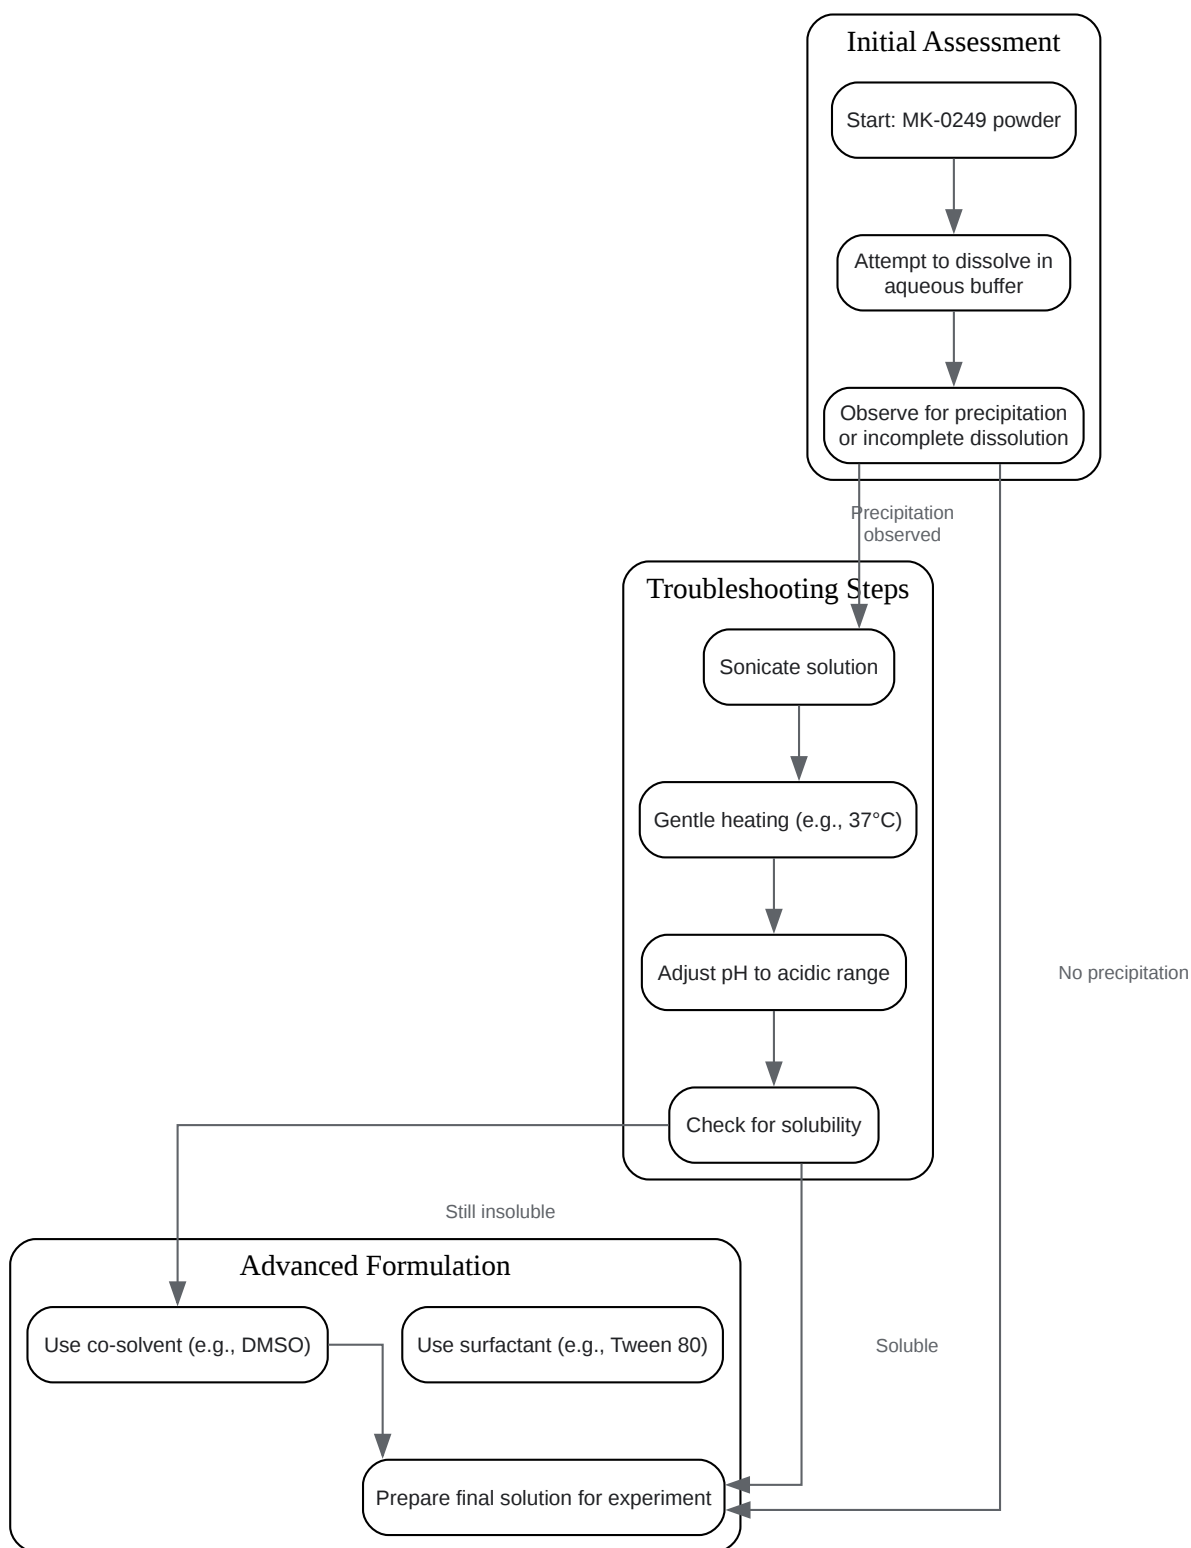 Initial Assessment
Start: MK-0249 powder
Attempt to dissolve in
aqueous buffer
Observe for precipitation
or incomplete dissolution
Precipitation
observed
Troubleshooting Steps
Sonicate solution
Gentle heating (e.g., 37°C)
Adjust pH to acidic range
No precipitation
Check for solubility
Still insoluble
Advanced Formulation
Use co-solvent (e.g., DMSO)
Use surfactant (e.g., Tween 80)
Soluble
Prepare final solution for experiment